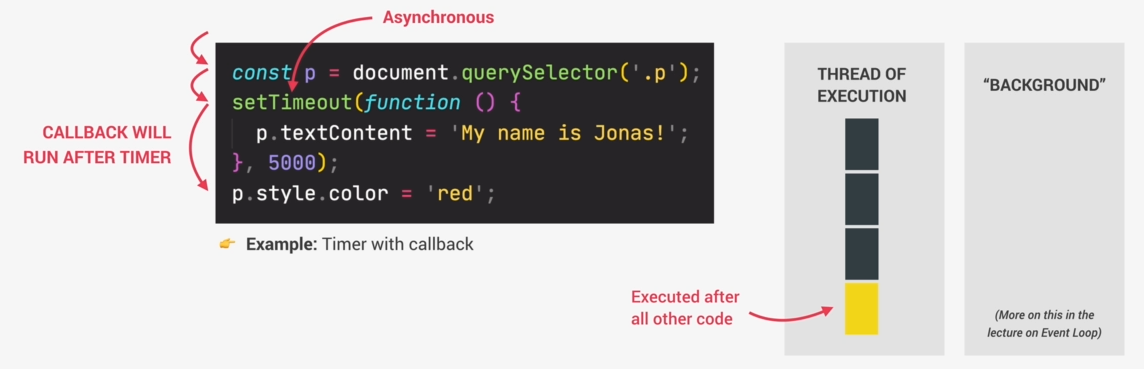 Asynchronous
const p = document.querySelector('.p');
setTimeout(function () {
p.textContent = 'My name is Jonas!';
}, 5000);
p.style.color = 'red';
CALLBACK WILL
RUN AFTER TIMER
👉 Example: Timer with callback
Executed after
all other code
THREAD OF
EXECUTION
“BACKGROUND”
(More on this in the
lecture on Event Loop)